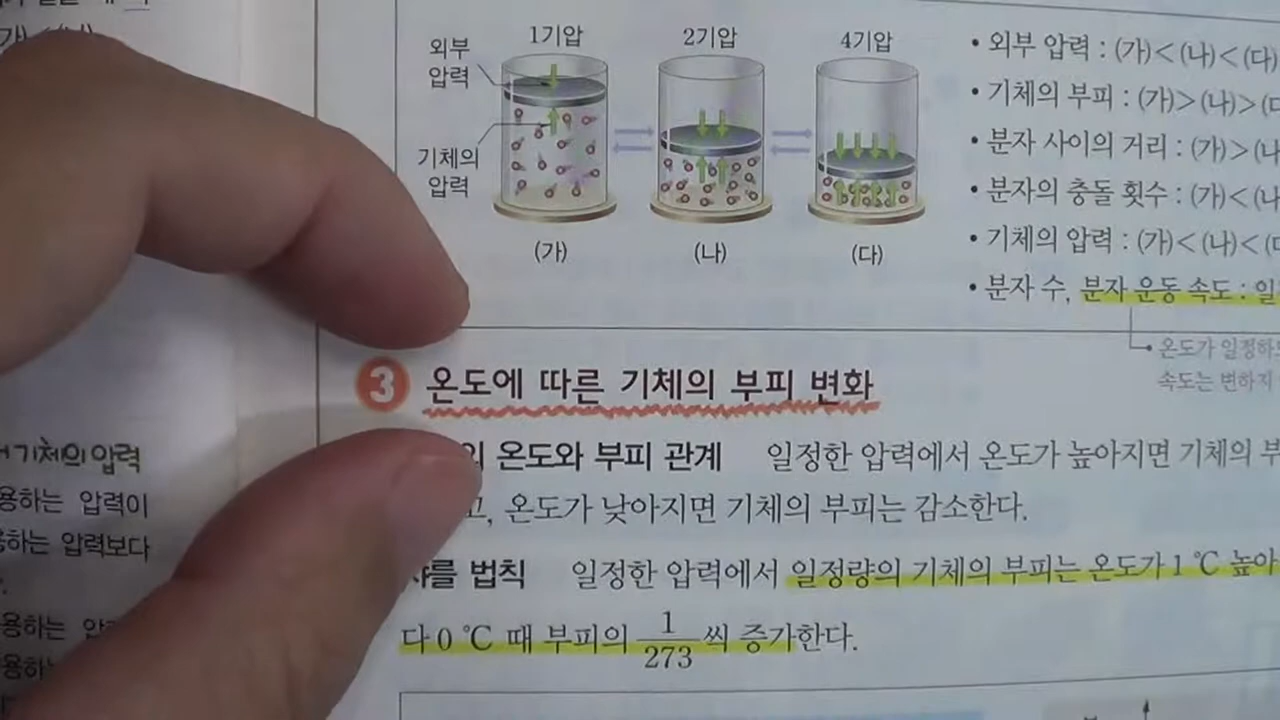 1기압 2기압 4기압
외부 압력
기체의 압력
(가) (나) (다)
• 외부 압력 : (가)<(나)<(다)
• 기체의 부피 : (가)>(나)>
• 분자 사이의 거리 : (가)>
• 분자의 충돌 횟수 : (가)<
• 기체의 압력 : (가)<(나)<
• 분자 수, 분자 운동 속도 :
온도가 일정하
속도는 변하지
3 온도에 따른 기체의 부피 변화
온도와 부피 관계 일정한 압력에서 온도가 높아지면 기체의
온도가 낮아지면 기체의 부피는 감소한다.
법칙 일정한 압력에서 일정량의 기체의 부피는 온도가 1 ℃ 높아
다 0 ℃ 때 부피의 1/273 씩 증가한다.
기체의 압력
용하는 압력이
하는 압력보다
용하는